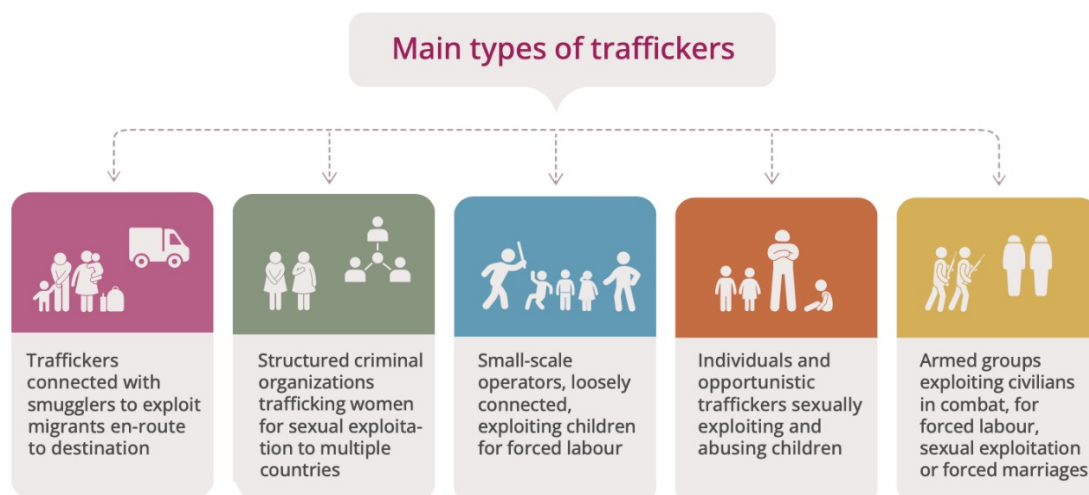 Main types of traffickers
Traffickers
connected with
smugglers to exploit
migrants en-route
to destination
Structured criminal
organizations
trafficking women
for sexual exploita-
tion to multiple
countries
Small-scale
operators, loosely
connected,
exploiting children
for forced labour
Individuals and
opportunistic
traffickers sexually
exploiting and
abusing children
Armed groups
exploiting civilians
in combat, for
forced labour,
sexual exploitation
or forced marriages